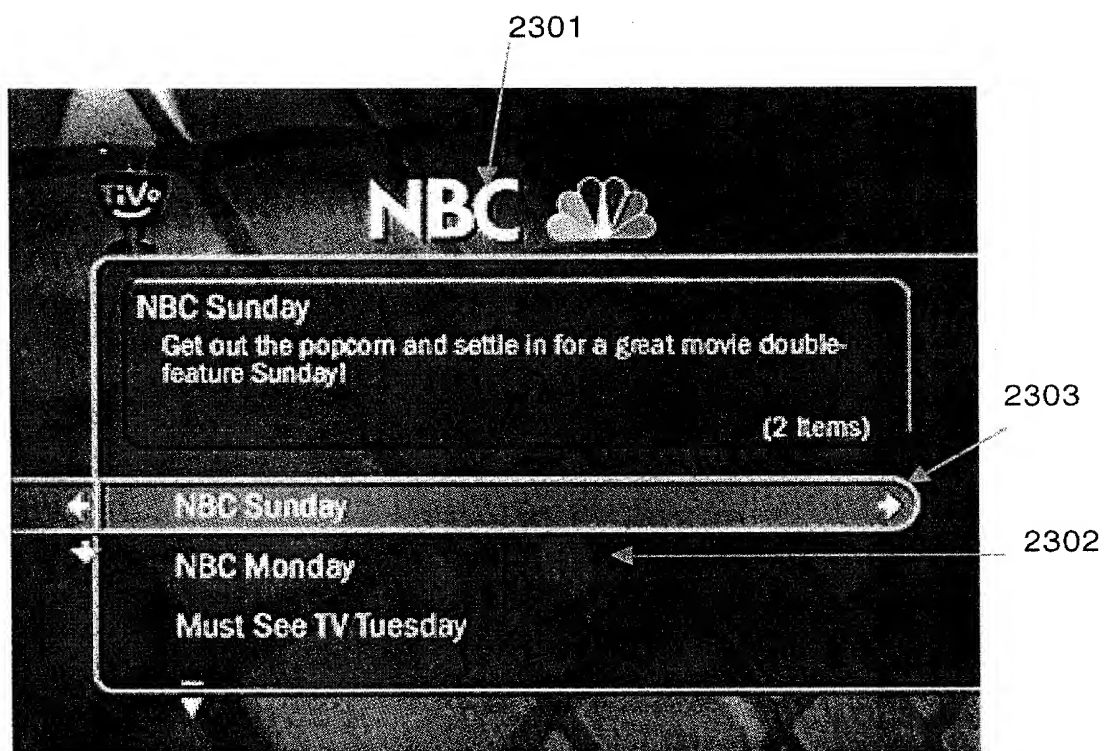 2301
TiVo
NBC
NBC Sunday
Get out the popcorn and settle in for a great movie double-
feature Sunday!
(2 Items)
2303
NBC Sunday
2302
NBC Monday
Must See TV Tuesday